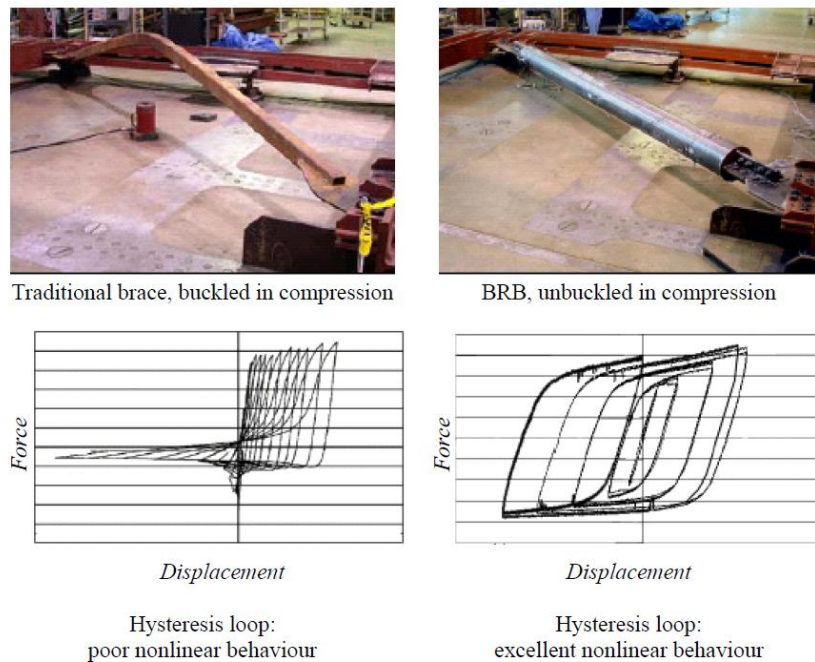 Traditional brace, buckled in compression
BRB, unbuckled in compression
Force
Displacement
Force
Displacement
Hysteresis loop:
poor nonlinear behaviour
Hysteresis loop:
excellent nonlinear behaviour